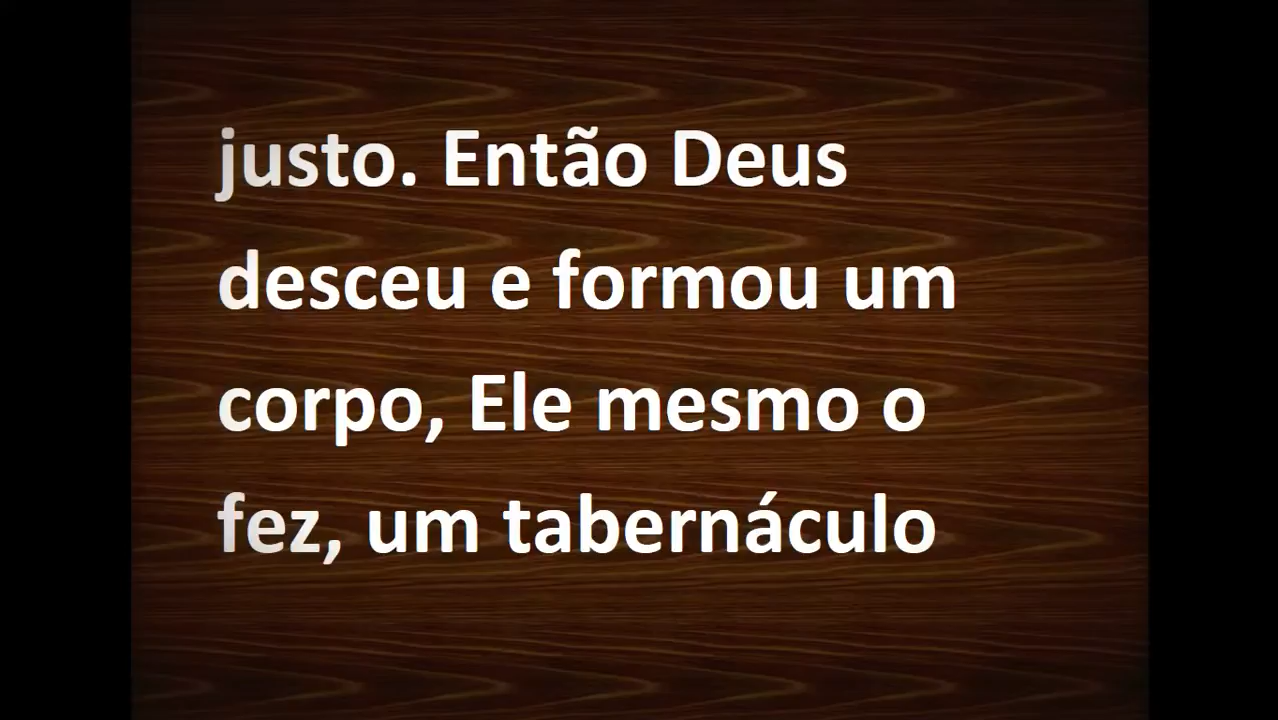 justo. Então Deus
desceu e formou um
corpo, Ele mesmo o
fez, um tabernáculo